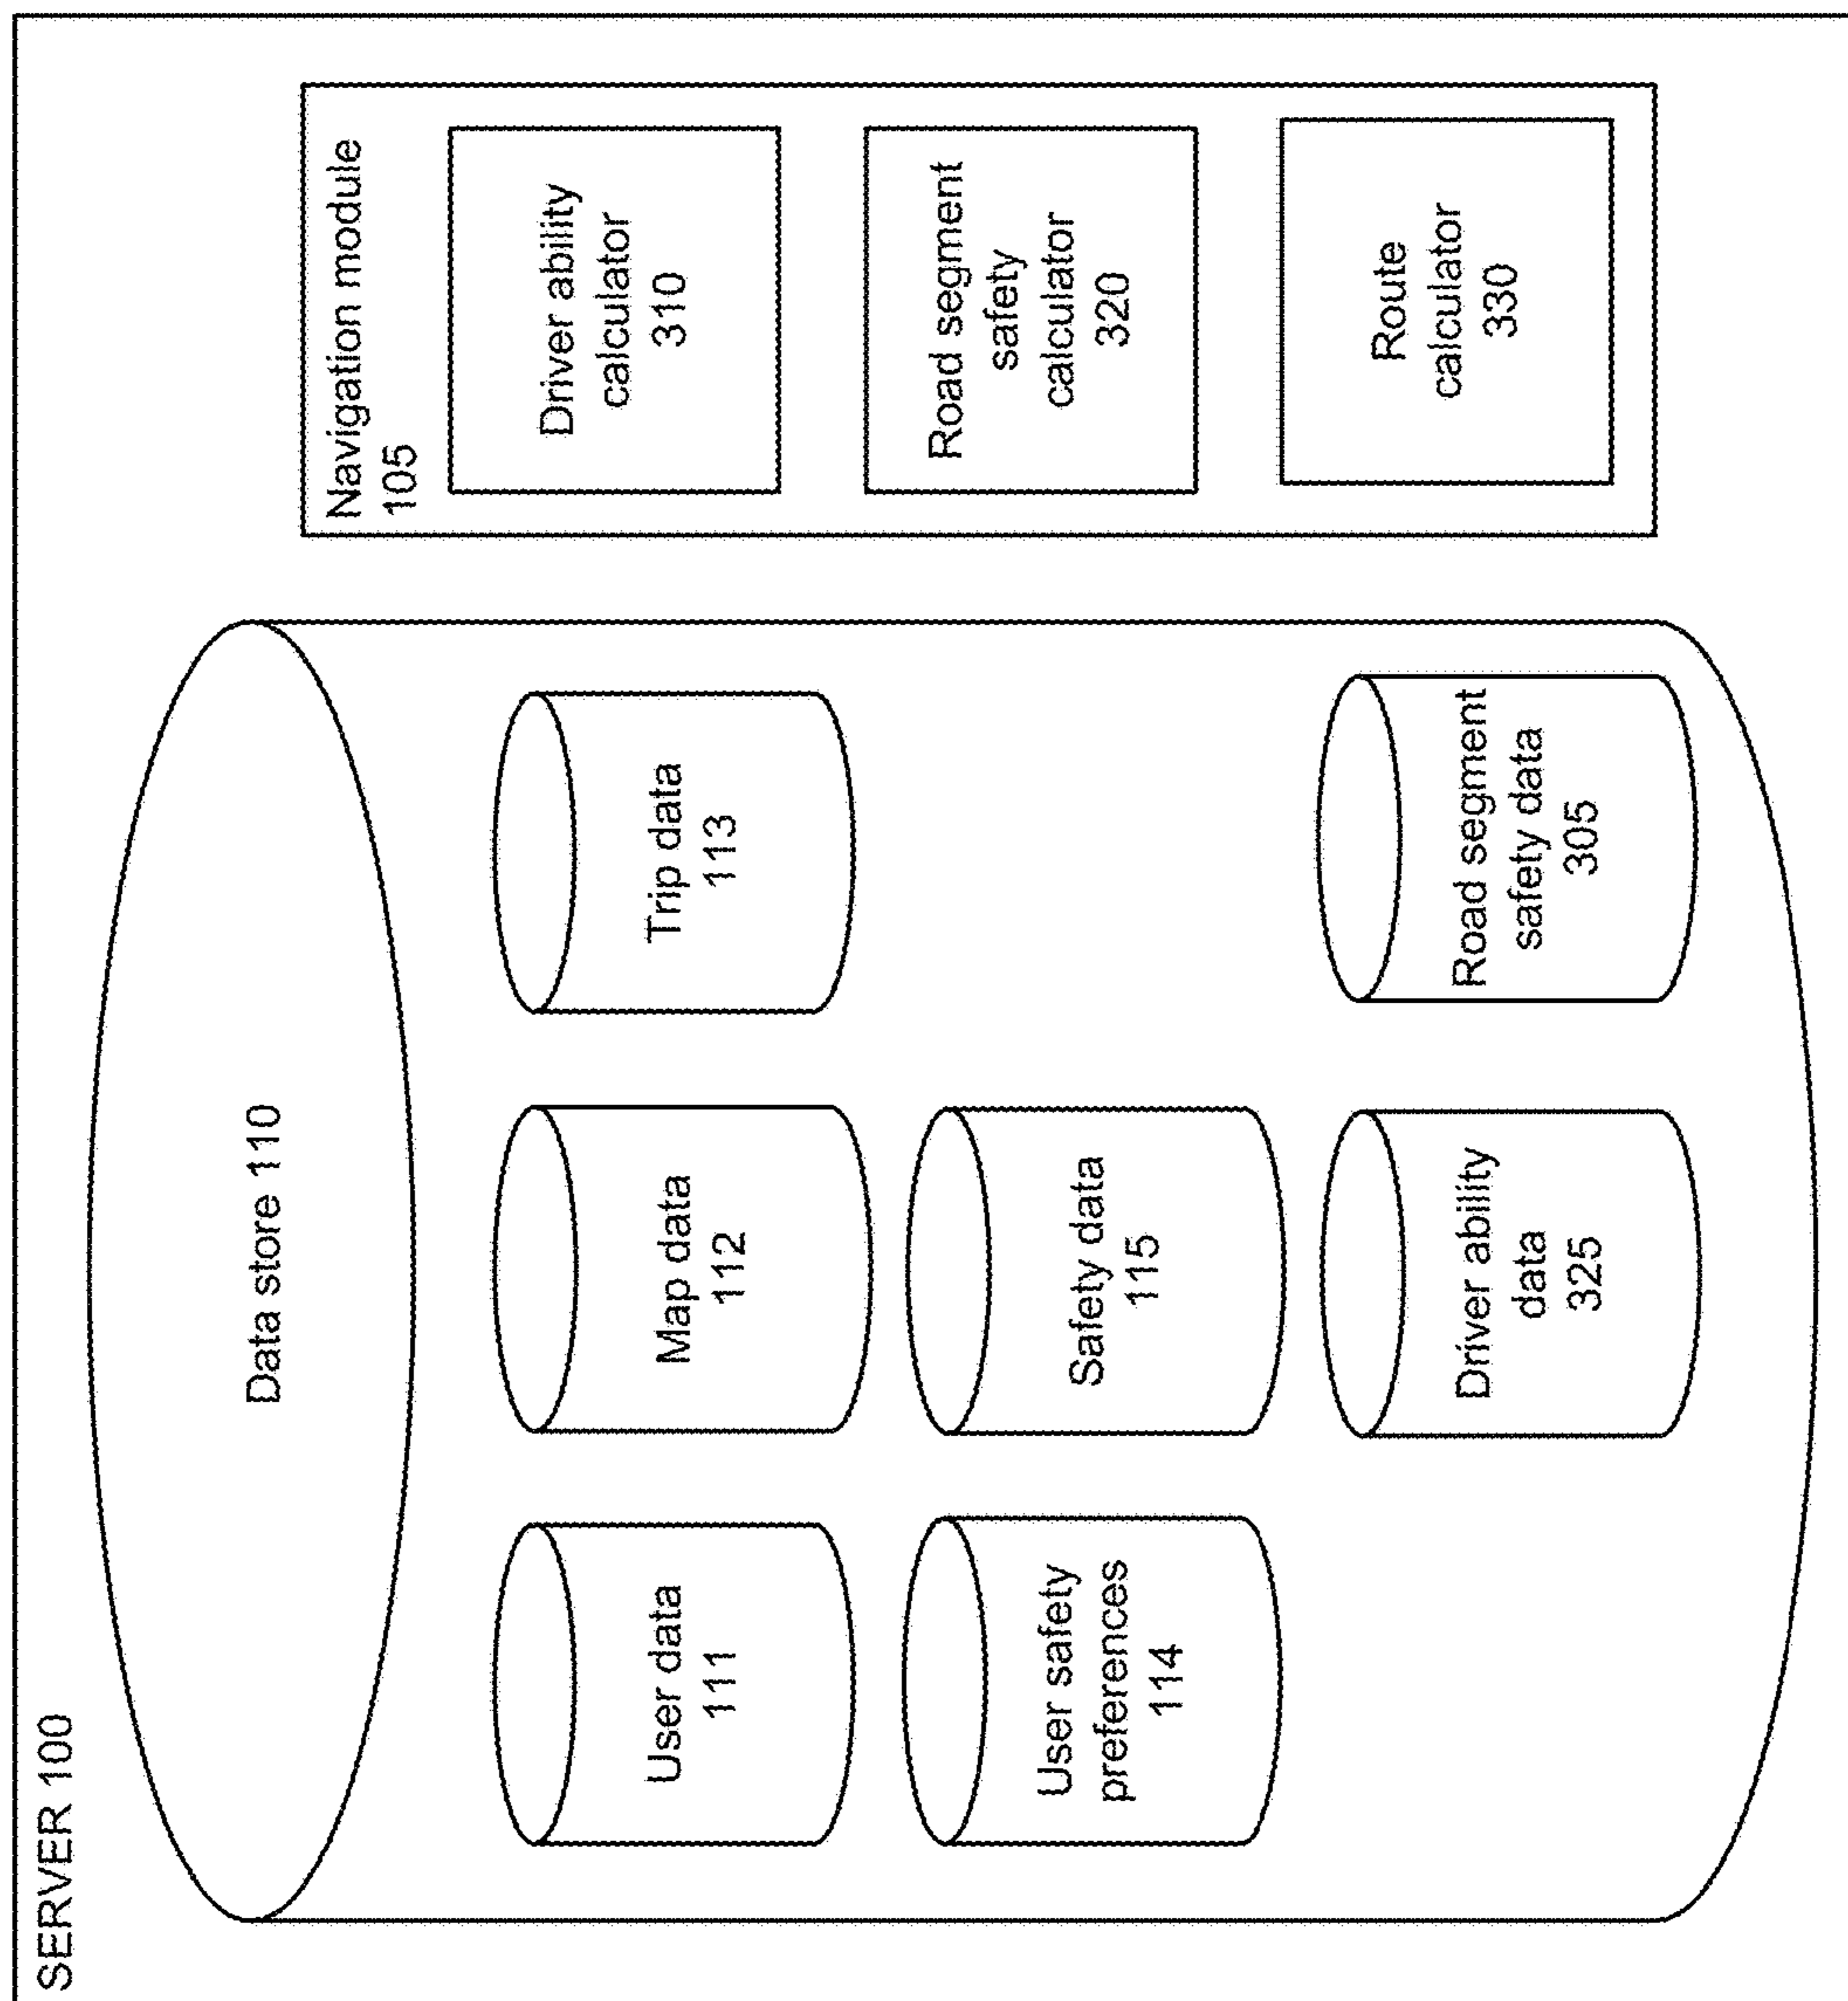 SERVER 100
Data store 110
User data
111
Map data
112
Trip data
113
User safety
preferences
114
Safety data
115
Driver ability
data
325
Road segment
safety data
305
Navigation module
105
Driver ability
calculator
310
Road segment
safety
calculator
320
Route
calculator
330